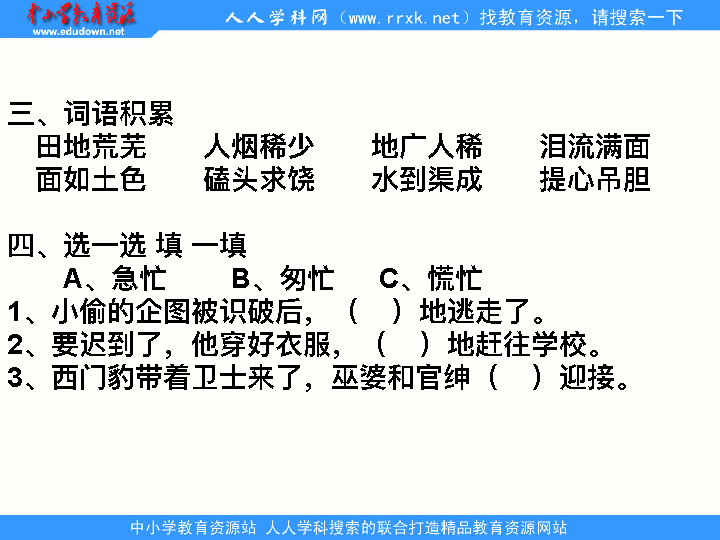 中小学教育资源
www.edudown.net
人人学科网（www.rrxk.net）找教育资源，请搜索一下
三、词语积累
田地荒芜 人烟稀少 地广人稀 泪流满面
面如土色 磕头求饶 水到渠成 提心吊胆
四、选一选 填 一填
A、急忙 B、匆忙 C、慌忙
1、小偷的企图被识破后，（ ）地逃走了。
2、要迟到了，他穿好衣服，（ ）地赶往学校。
3、西门豹带着卫士来了，巫婆和官绅（ ）迎接。
中小学教育资源站 人人学科搜索的联合打造精品教育资源网站